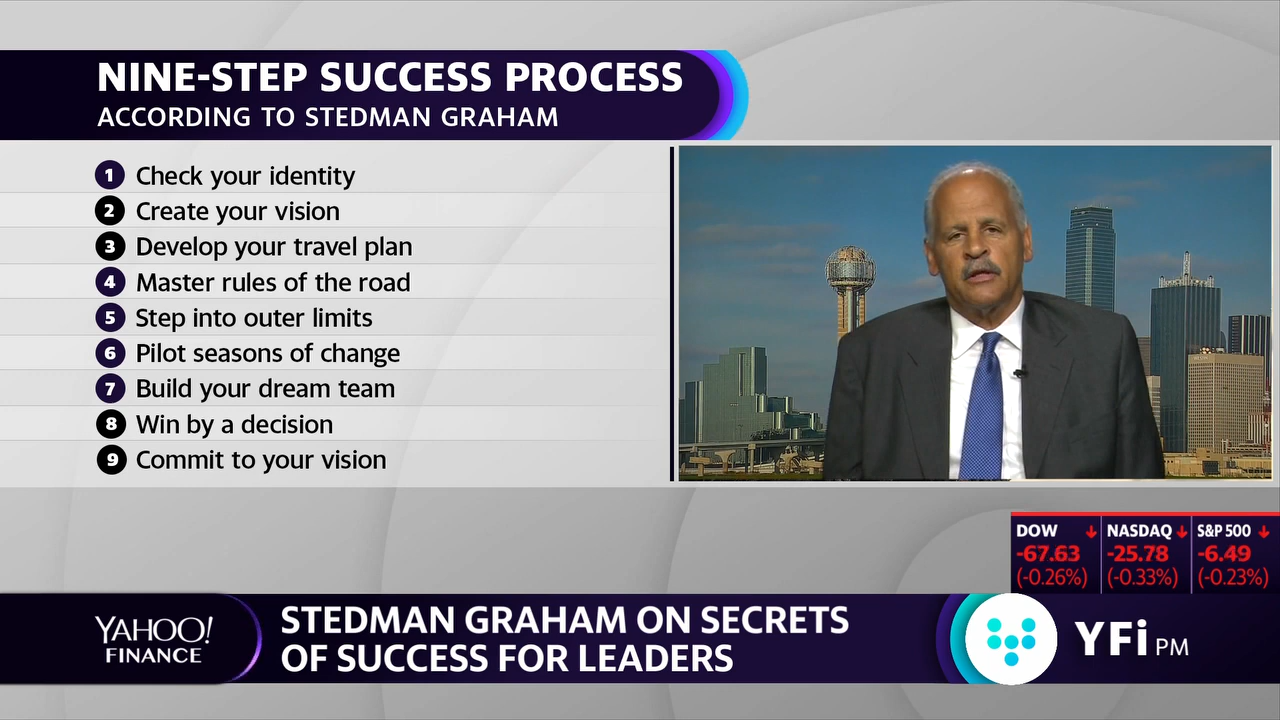 NINE-STEP SUCCESS PROCESS
ACCORDING TO STEDMAN GRAHAM
1 Check your identity
2 Create your vision
3 Develop your travel plan
4 Master rules of the road
5 Step into outer limits
6 Pilot seasons of change
7 Build your dream team
8 Win by a decision
9 Commit to your vision
DOW NASDAQ S&P 500
-67.63 -25.78 -6.49
(-0.26%) (-0.33%) (-0.23%)
YAHOO!
FINANCE
STEDMAN GRAHAM ON SECRETS
OF SUCCESS FOR LEADERS
YFi PM